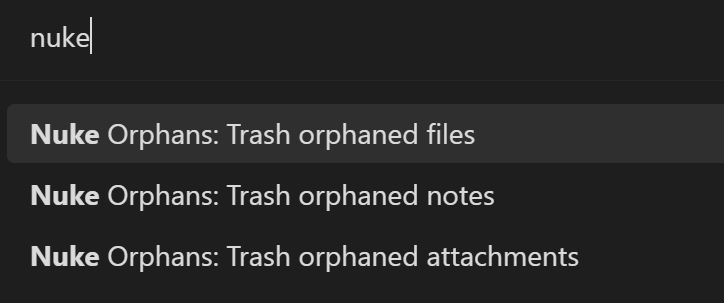 nuke
Nuke Orphans: Trash orphaned files
Nuke Orphans: Trash orphaned notes
Nuke Orphans: Trash orphaned attachments